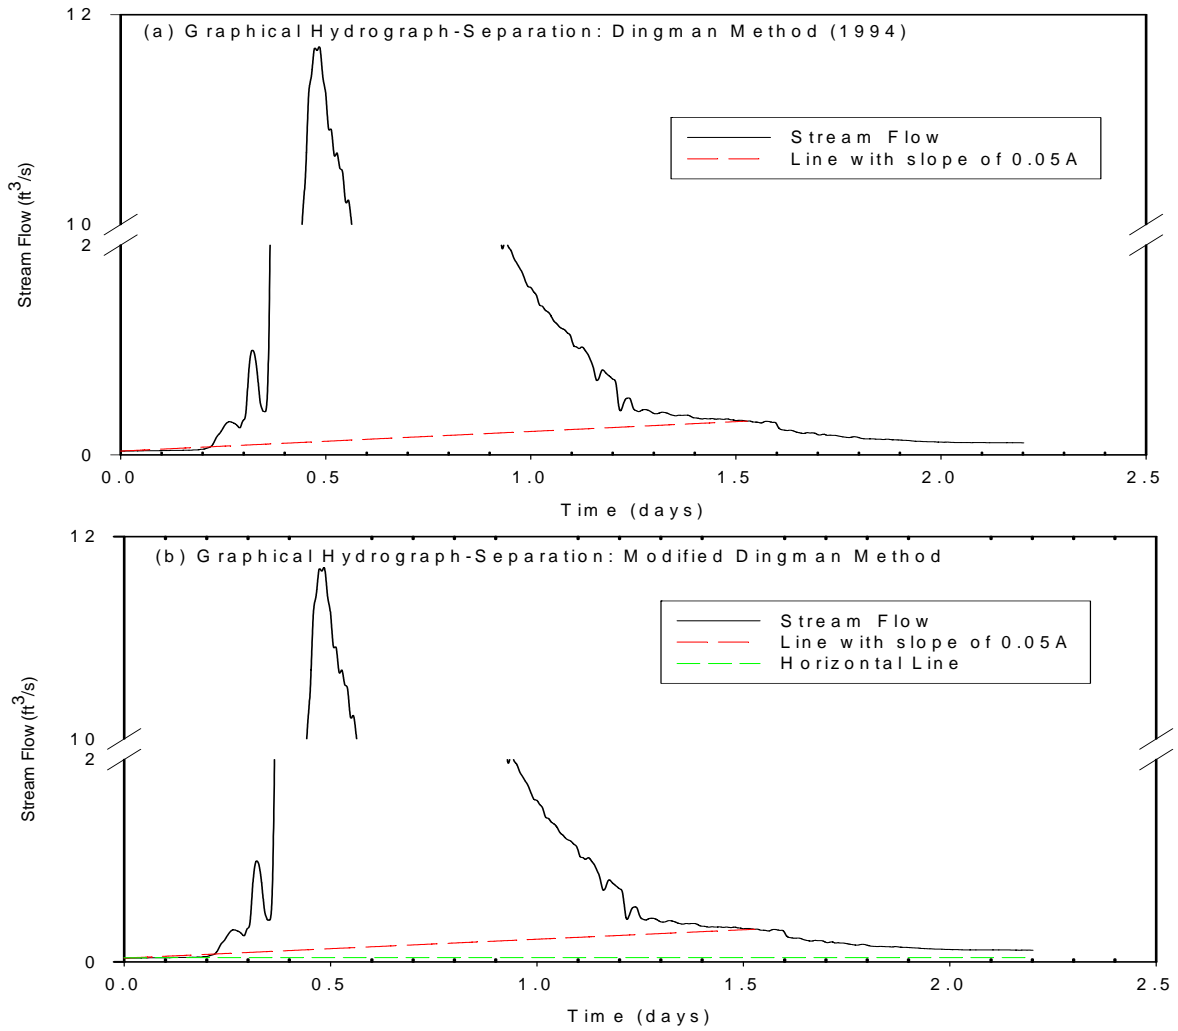 12
(a) Graphical Hydrograph-Separation: Dingman Method (1994)
Stream Flow
Line with slope of 0.05A
Stream Flow (ft³/s)
10
2
0
0.0 0.5 1.0 1.5 2.0 2.5
Time (days)
12
(b) Graphical Hydrograph-Separation: Modified Dingman Method
Stream Flow
Line with slope of 0.05A
Horizontal Line
Stream Flow (ft³/s)
10
2
0
0.0 0.5 1.0 1.5 2.0 2.5
Time (days)